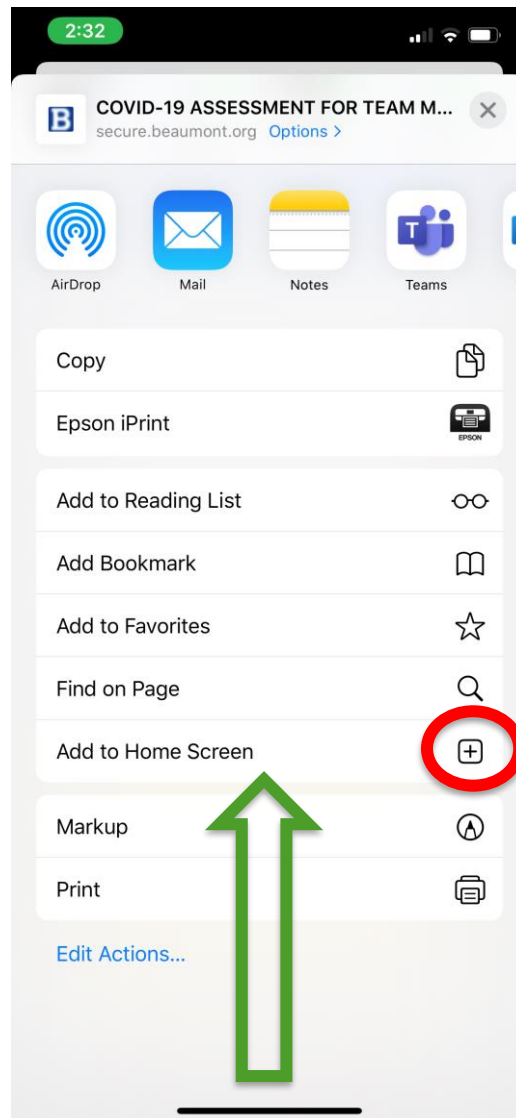 2:32
B
COVID-19 ASSESSMENT FOR TEAM M...
secure.beaumont.org Options >
AirDrop Mail Notes Teams
T
Copy
Epson iPrint
EPSON
Add to Reading List
Add Bookmark
Add to Favorites
Find on Page
Add to Home Screen
Markup
Print
Edit Actions...